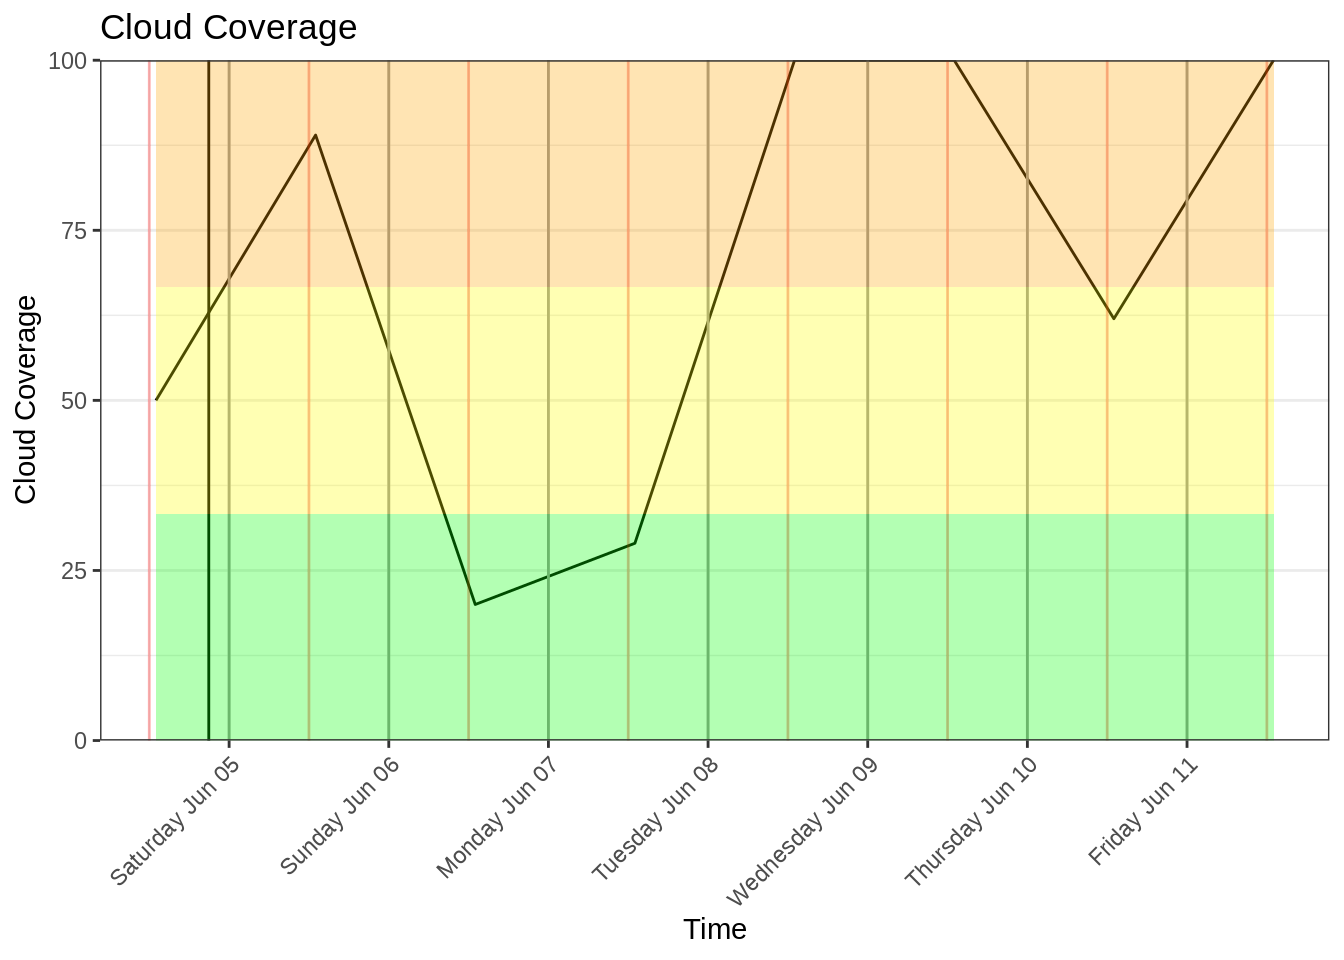 Cloud Coverage
100
75
50
25
0
Cloud Coverage
Saturday Jun 05
Sunday Jun 06
Monday Jun 07
Tuesday Jun 08
Wednesday Jun 09
Thursday Jun 10
Friday Jun 11
Time